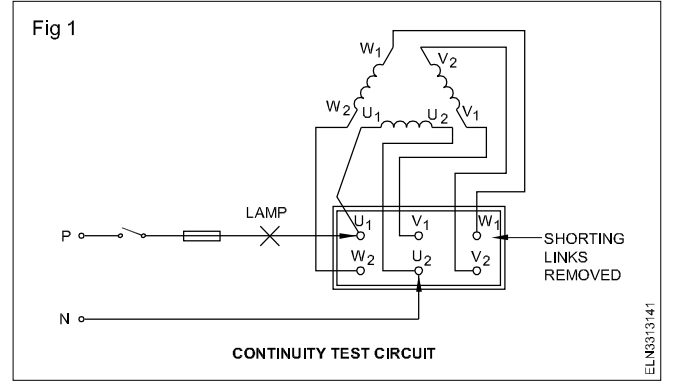 Fig 1
W1
V2
W2
U1
U2
V1
LAMP
P
U1 V1 W1
W2 U2 V2
SHORTING
LINKS
REMOVED
N
CONTINUITY TEST CIRCUIT
ELN3313141